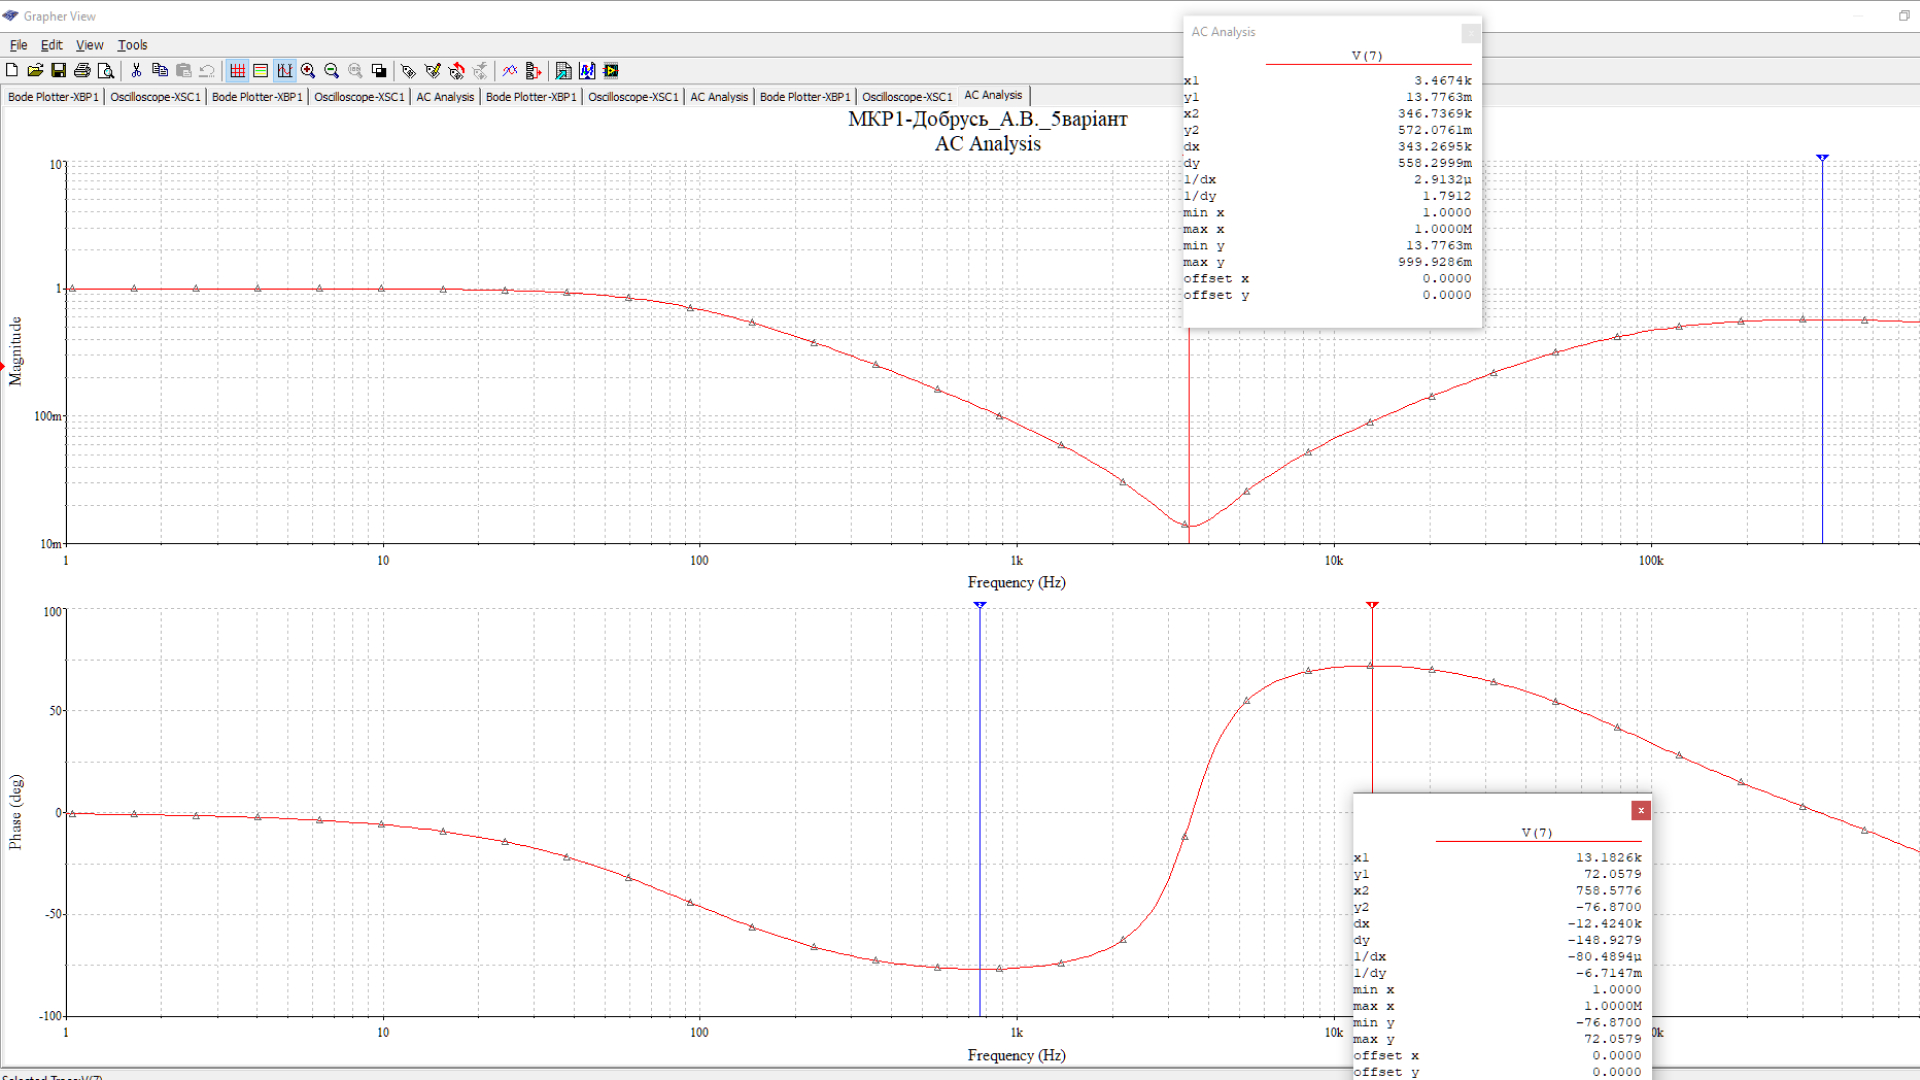 Grapher View
File Edit View Tools
Bode Plotter-XBP1 Oscilloscope-XSC1 Bode Plotter-XBP1 Oscilloscope-XSC1 AC Analysis Bode Plotter-XBP1 Oscilloscope-XSC1 AC Analysis Bode Plotter-XBP1 Oscilloscope-XSC1 AC Analysis
МКР1-Добрусь_А.В._5варіант
AC Analysis
Magnitude
10
1
100m
10m
1 10 100 1k 10k 100k
Frequency (Hz)
AC Analysis
V(7)
x1 3.4674k
y1 13.7763m
x2 346.7369k
y2 572.0761m
dx 343.2695k
dy 558.2999m
1/dx 2.9132µ
1/dy 1.7912
min x 1.0000
max x 1.0000M
min y 13.7763m
max y 999.9286m
offset x 0.0000
offset y 0.0000
Phase (deg)
100
50
0
-50
-100
1 10 100 1k 10k
Frequency (Hz)
V(7)
x1 13.1826k
y1 72.0579
x2 758.5776
y2 -76.8700
dx -12.4240k
dy -148.9279
1/dx -80.4894µ
1/dy -6.7147m
min x 1.0000
max x 1.0000M
min y -76.8700
max y 72.0579
offset x 0.0000
offset y 0.0000